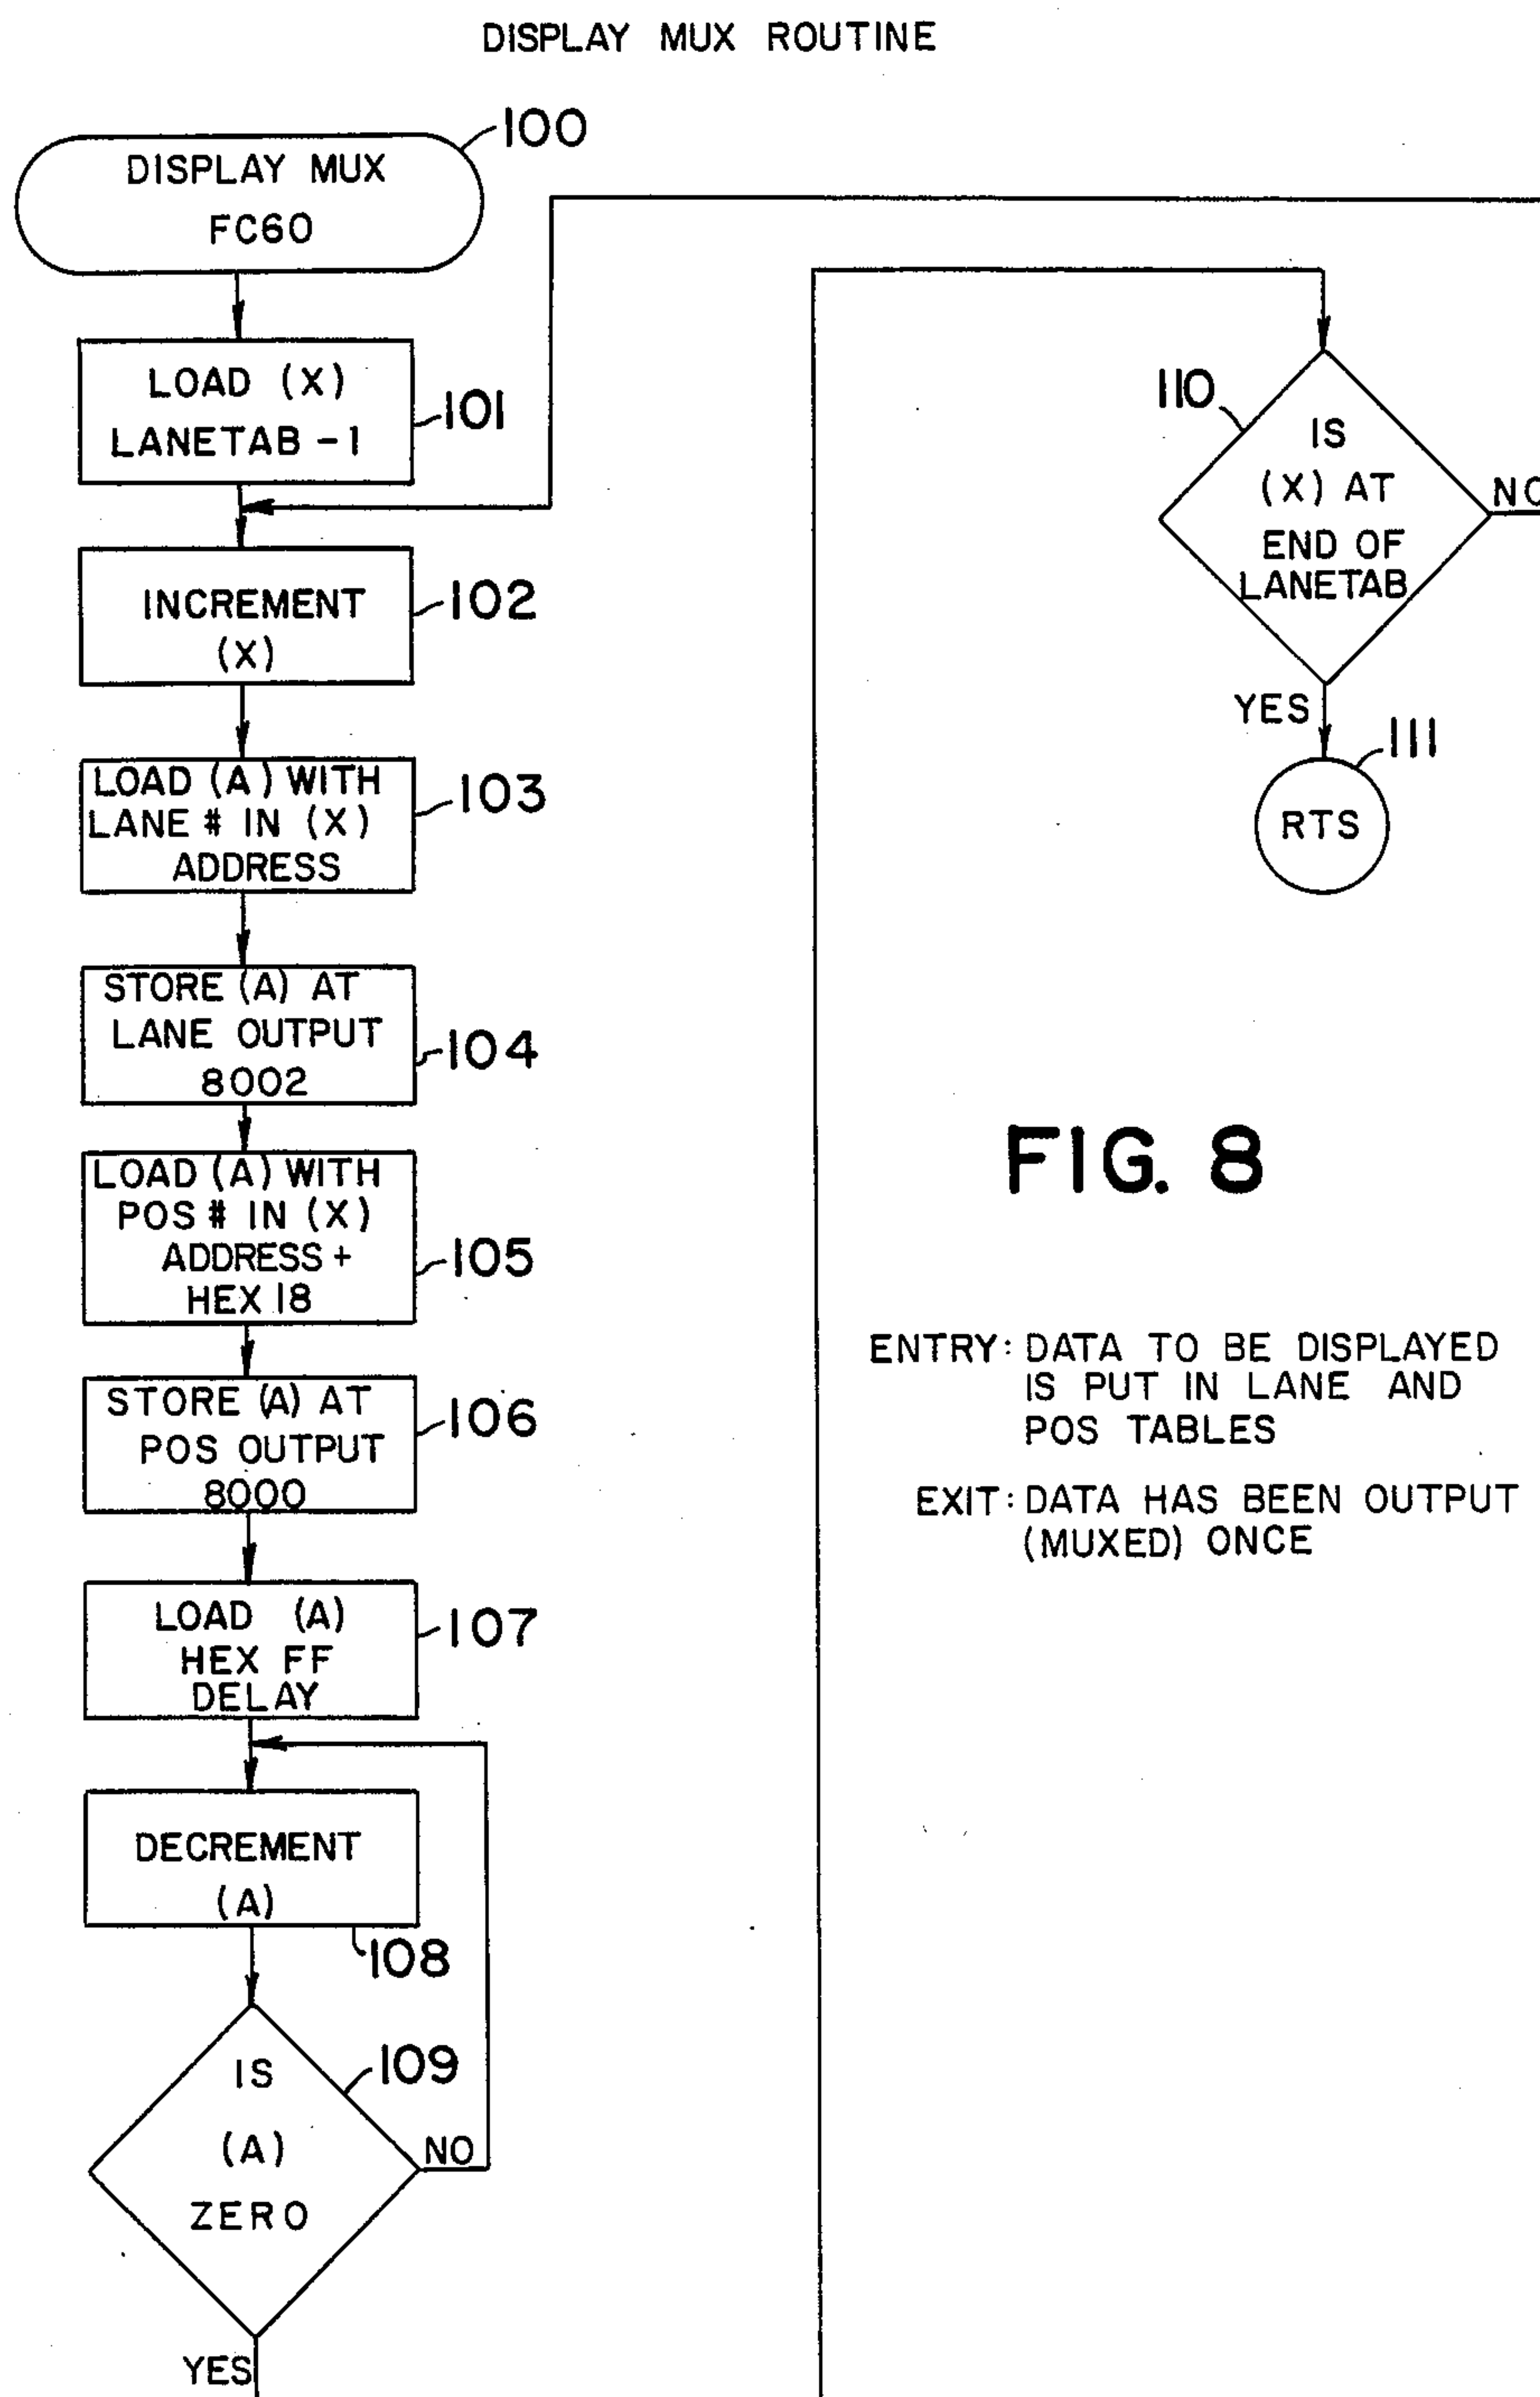 DISPLAY MUX ROUTINE
100
DISPLAY MUX
FC60
LOAD (X)
LANETAB -1
101
INCREMENT
(X)
102
LOAD (A) WITH
LANE # IN (X)
ADDRESS
103
STORE (A) AT
LANE OUTPUT
8002
104
LOAD (A) WITH
POS # IN (X)
ADDRESS +
HEX 18
105
STORE (A) AT
POS OUTPUT
8000
106
LOAD (A)
HEX FF
DELAY
107
DECREMENT
(A)
108
IS
(A)
ZERO
109
NO
YES
110
IS
(X) AT
END OF
LANETAB
NO
YES
111
RTS
FIG. 8
ENTRY: DATA TO BE DISPLAYED
IS PUT IN LANE AND
POS TABLES
EXIT: DATA HAS BEEN OUTPUT
(MUXED) ONCE